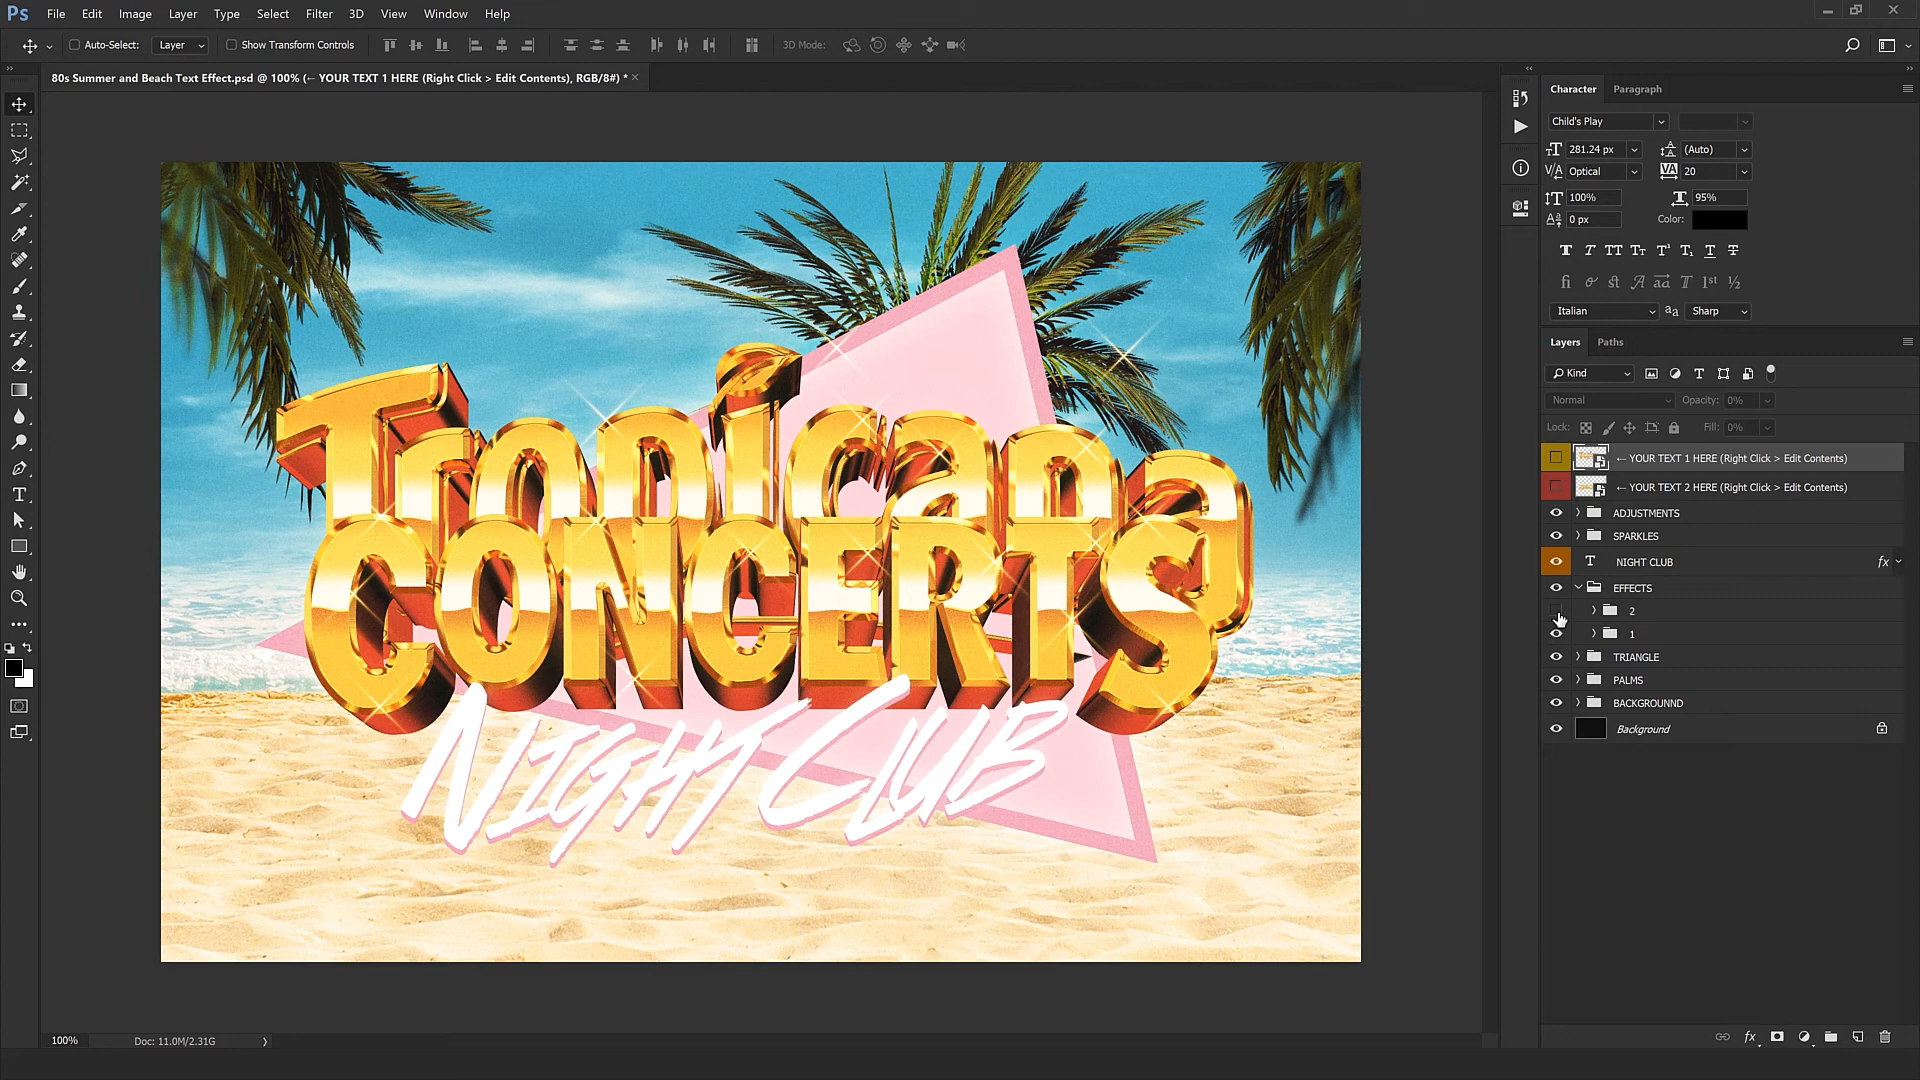 Ps File Edit Image Layer Type Select Filter 3D View Window Help
Auto-Select: Layer Show Transform Controls 3D Mode:
80s Summer and Beach Text Effect.psd @ 100% (← YOUR TEXT 1 HERE (Right Click > Edit Contents), RGB/8#) *
Character Paragraph
Child's Play
281.24 px (Auto)
Optical 20
100% 95%
0 px Color:
Italian aa Sharp
Layers Paths
Kind
Normal Opacity: 0%
Lock: Fill: 0%
← YOUR TEXT 1 HERE (Right Click > Edit Contents)
← YOUR TEXT 2 HERE (Right Click > Edit Contents)
ADJUSTMENTS
SPARKLES
NIGHT CLUB fx
EFFECTS
2
1
TRIANGLE
PALMS
BACKGROUNND
Background
Tropicana
CONCERTS
NIGHT CLUB
100% Doc: 11.0M/2.31G